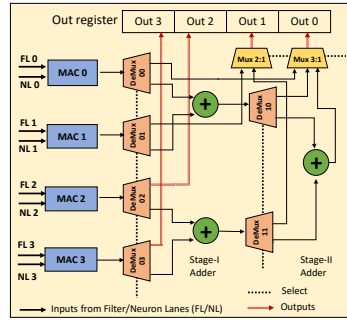 Out register
Out 3
Out 2
Out 1
Out 0
Mux 2:1
Mux 3:1
FL 0
NL 0
MAC 0
DeMux
00
FL 1
NL 1
MAC 1
DeMux
01
DeMux
10
FL 2
NL 2
MAC 2
DeMux
02
DeMux
11
FL 3
NL 3
MAC 3
DeMux
03
Stage-I
Adder
Stage-II
Adder
Select
Inputs from Filter/Neuron Lanes (FL/NL)
Outputs